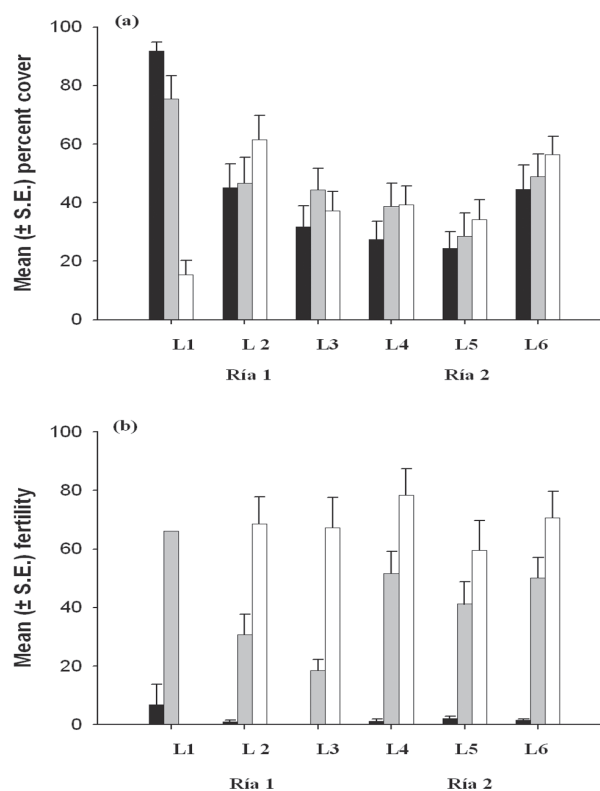 (a)
Mean (± S.E.) percent cover
100
80
60
40
20
0
L1 L 2 L3 L4 L5 L6
Ría 1 Ría 2
(b)
Mean (± S.E.) fertility
100
80
60
40
20
0
L1 L 2 L3 L4 L5 L6
Ría 1 Ría 2